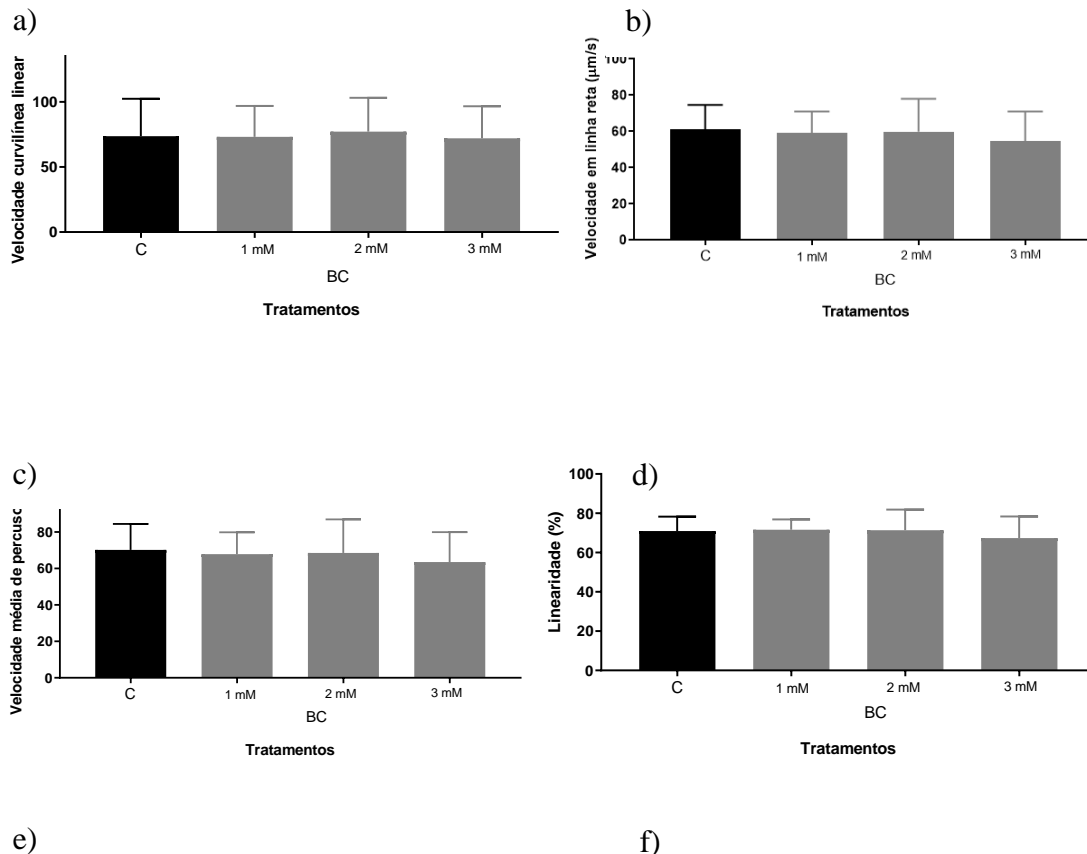 a)
Velocidade curvilínea linear
100
50
0
C 1 mM 2 mM 3 mM
BC
Tratamentos
b)
Velocidade em linha reta (µm/s)
100
80
60
40
20
0
C 1 mM 2 mM 3 mM
BC
Tratamentos
c)
Velocidade média de percurso
80
60
40
20
0
C 1 mM 2 mM 3 mM
BC
Tratamentos
d)
Linearidade (%)
100
80
60
40
20
0
C 1 mM 2 mM 3 mM
BC
Tratamentos
e) f)